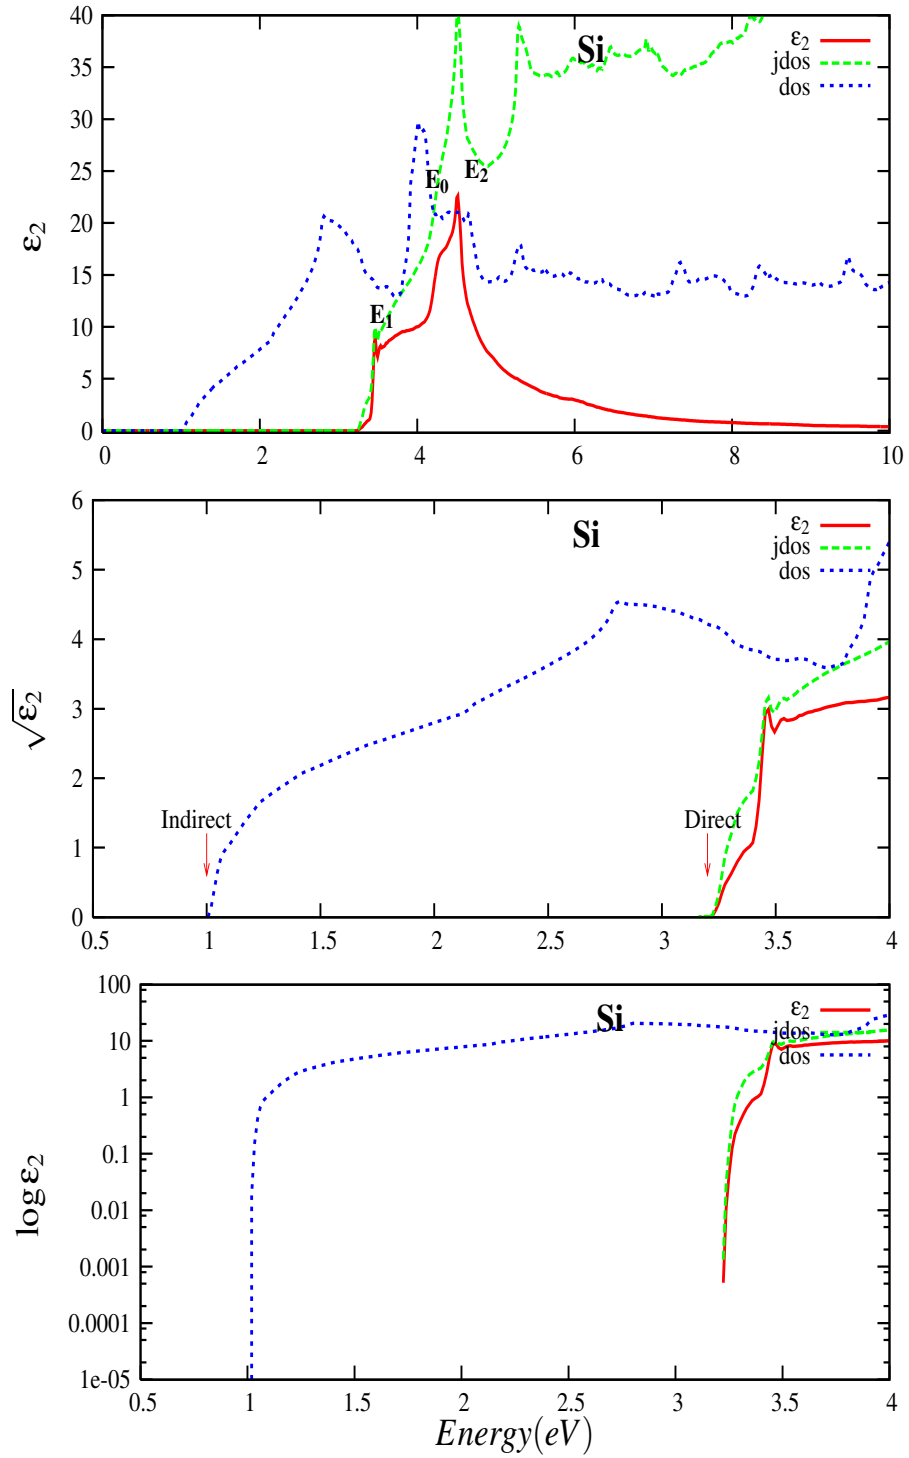 40
35
30
25
20
15
10
5
0
ε2
Si
ε2
jdos
dos
E0
E2
E1
0 2 4 6 8 10
6
5
4
3
2
1
0
√ε2
Si
ε2
jdos
dos
Indirect
Direct
0.5 1 1.5 2 2.5 3 3.5 4
100
10
1
0.1
0.01
0.001
0.0001
1e-05
log ε2
Si
ε2
jdos
dos
0.5 1 1.5 2 2.5 3 3.5 4
Energy(eV)